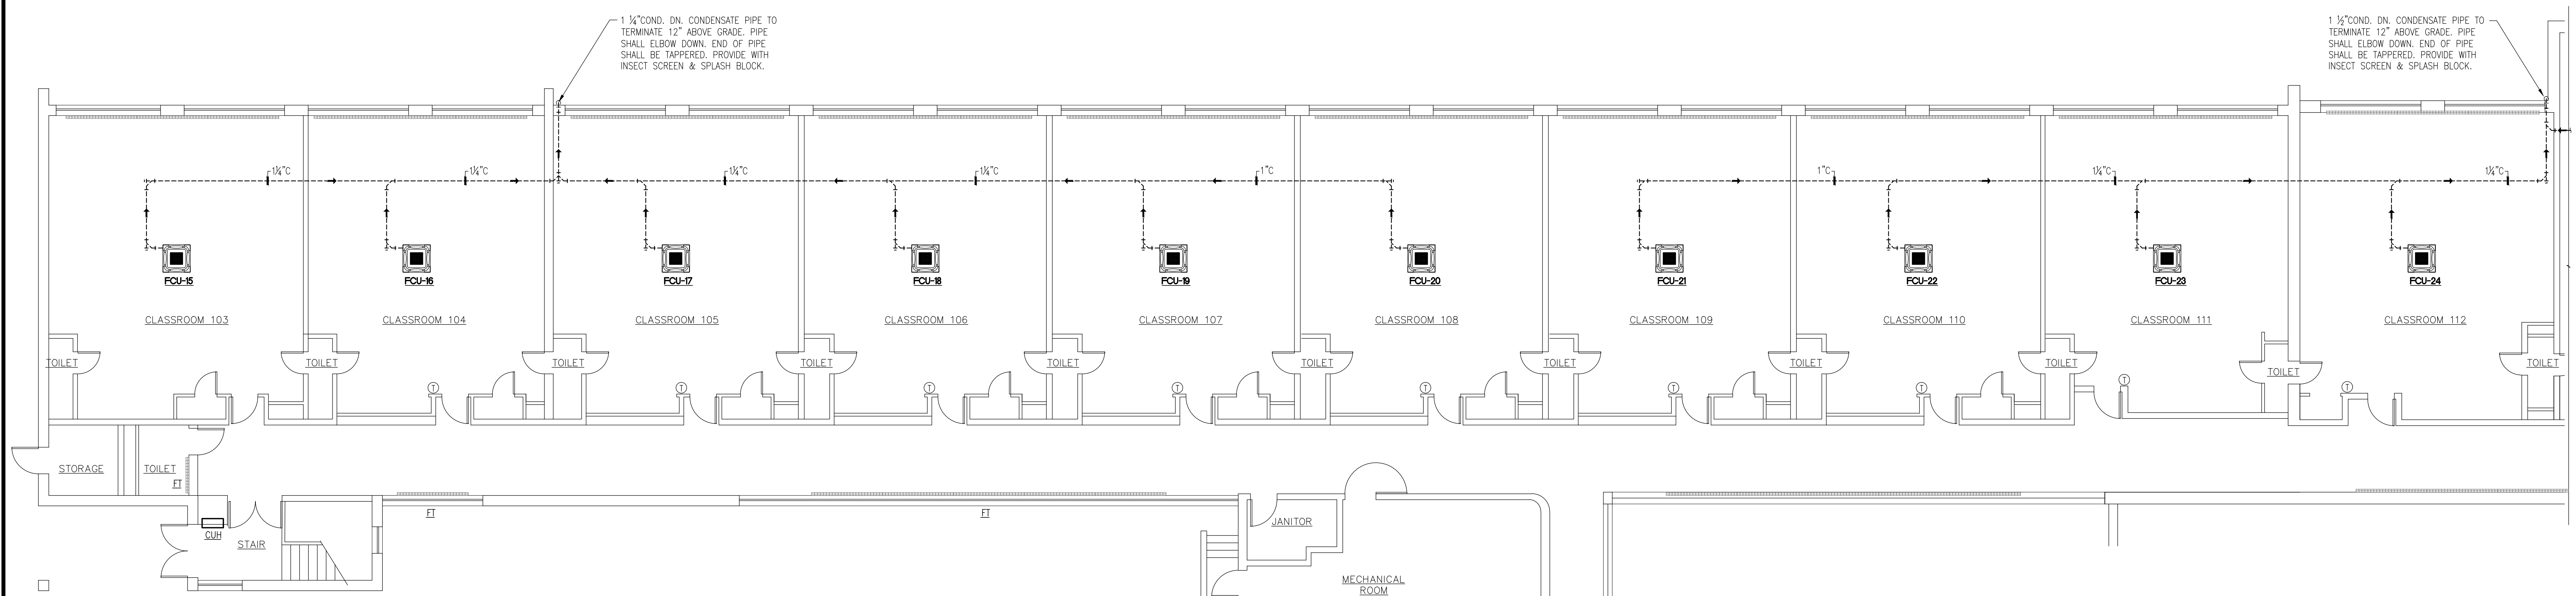 1 ¼"COND. DN. CONDENSATE PIPE TO
TERMINATE 12" ABOVE GRADE. PIPE
SHALL ELBOW DOWN. END OF PIPE
SHALL BE TAPPERED. PROVIDE WITH
INSECT SCREEN & SPLASH BLOCK.
1 ½"COND. DN. CONDENSATE PIPE TO
TERMINATE 12" ABOVE GRADE. PIPE
SHALL ELBOW DOWN. END OF PIPE
SHALL BE TAPPERED. PROVIDE WITH
INSECT SCREEN & SPLASH BLOCK.
1¼"C
1¼"C
1¼"C
1¼"C
1"C
1"C
1¼"C
1¼"C
FCU-15
FCU-16
FCU-17
FCU-18
FCU-19
FCU-20
FCU-21
FCU-22
FCU-23
FCU-24
CLASSROOM 103
CLASSROOM 104
CLASSROOM 105
CLASSROOM 106
CLASSROOM 107
CLASSROOM 108
CLASSROOM 109
CLASSROOM 110
CLASSROOM 111
CLASSROOM 112
TOILET
TOILET
TOILET
TOILET
TOILET
TOILET
TOILET
TOILET
TOILET
TOILET
TOILET
T
T
T
T
T
T
T
T
T
STORAGE
TOILET
FT
FT
FT
CUH
STAIR
JANITOR
MECHANICAL
ROOM